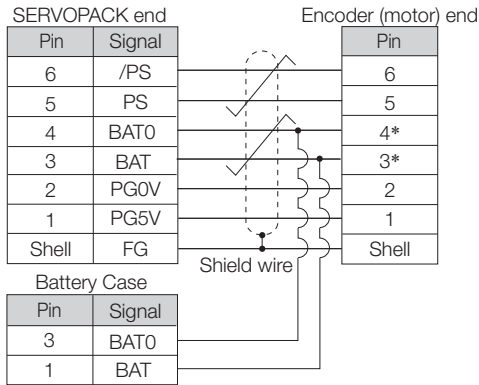 SERVOPACK end Encoder (motor) end
Pin Signal Pin
6 /PS 6
5 PS 5
4 BAT0 4*
3 BAT 3*
2 PG0V 2
1 PG5V 1
Shell FG Shell
Shield wire
Battery Case
Pin Signal
3 BAT0
1 BAT